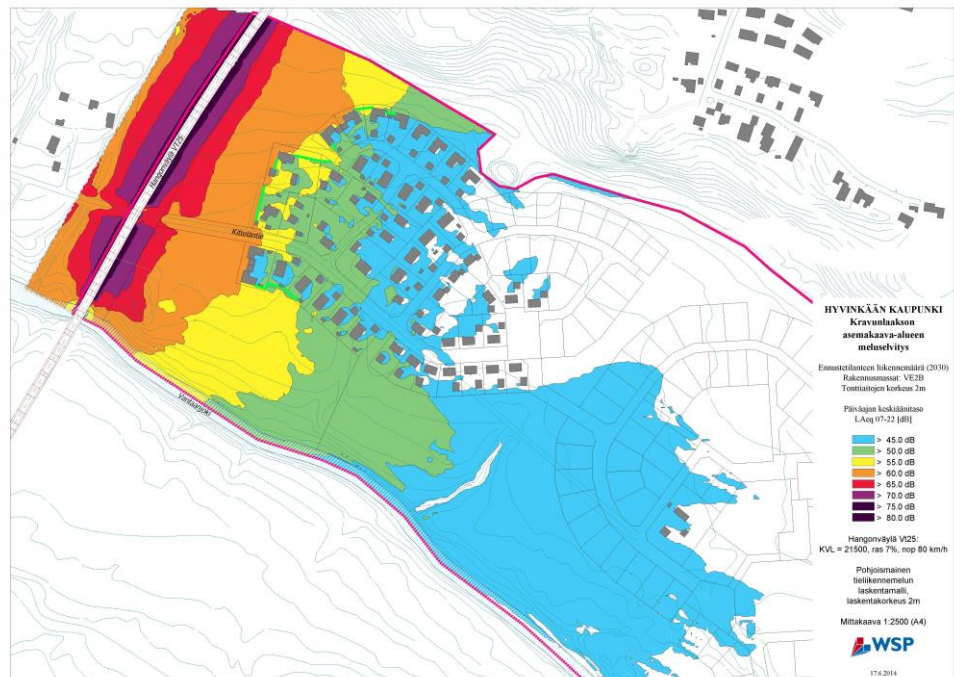 Hangonväylä Vt25
Kitteläntie
Vantaanjoki
HYVINKÄÄN KAUPUNKI
Kravunlaakson
asemakaava-alueen
meluselvitys
Ennustetilanteen liikennemäärä (2030)
Rakennusmassat: VE2B
Tonttiaitojen korkeus 2m
Päiväajan keskiäänitaso
LAeq 07-22 [dB]
> 45.0 dB
> 50.0 dB
> 55.0 dB
> 60.0 dB
> 65.0 dB
> 70.0 dB
> 75.0 dB
> 80.0 dB
Hangonväylä Vt25:
KVL = 21500, ras 7%, nop 80 km/h
Pohjoismainen
tieliikennemelun
laskentamalli,
laskentakorkeus 2m
Mittakaava 1:2500 (A4)
WSP
17.6.2014